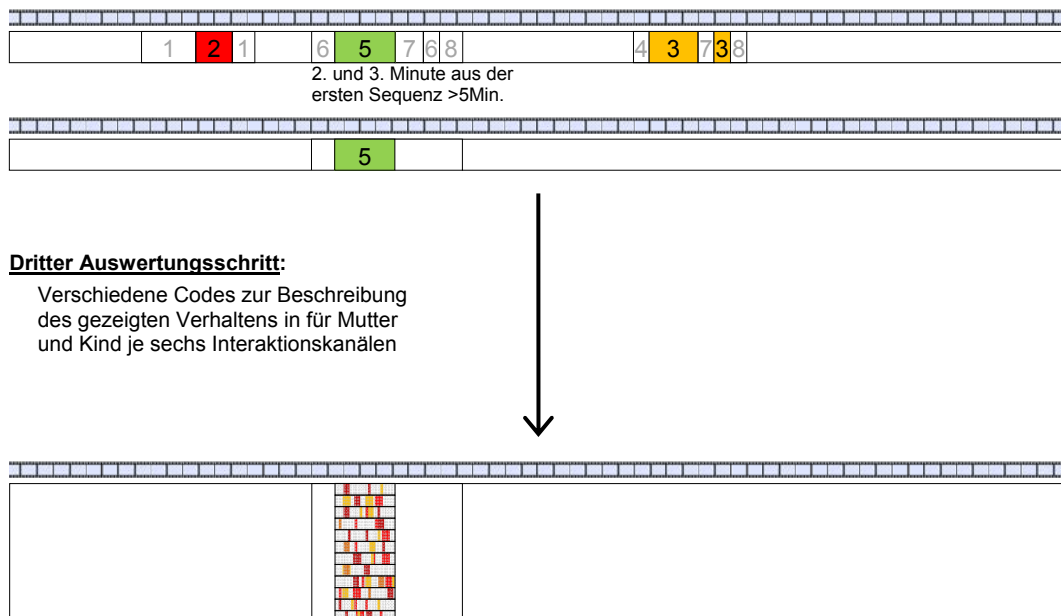 1 2 1 6 5 7 6 8 4 3 7 3 8
2. und 3. Minute aus der
ersten Sequenz >5Min.
5
Dritter Auswertungsschritt:
Verschiedene Codes zur Beschreibung
des gezeigten Verhaltens in für Mutter
und Kind je sechs Interaktionskanälen